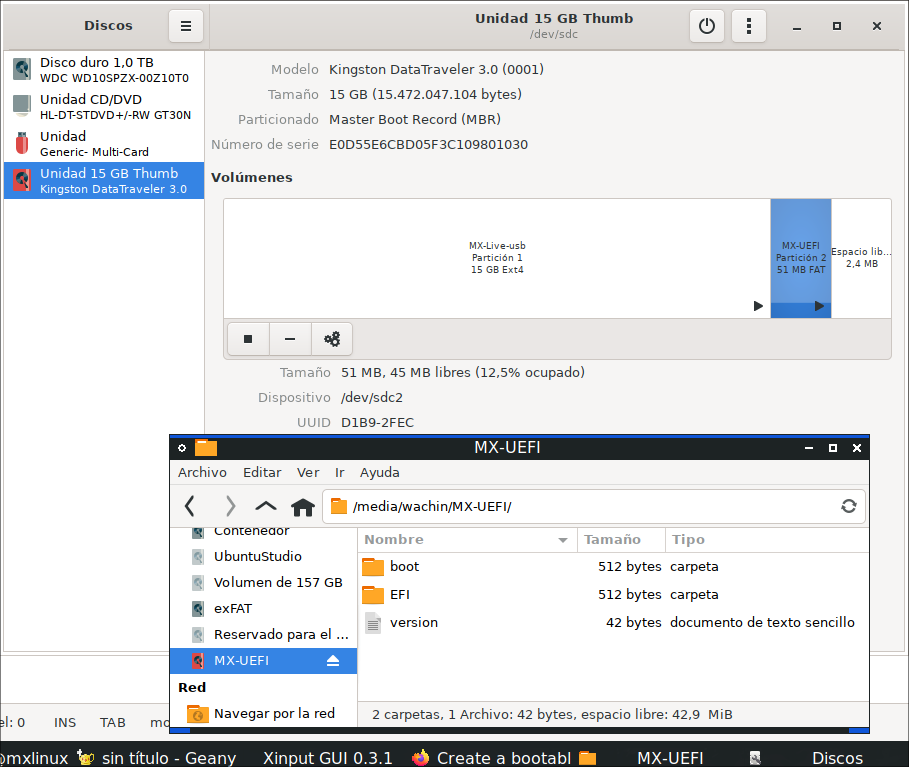 Discos
Unidad 15 GB Thumb
/dev/sdc
Disco duro 1,0 TB
WDC WD10SPZX-00Z10T0
Unidad CD/DVD
HL-DT-STDVD+/-RW GT30N
Unidad
Generic- Multi-Card
Unidad 15 GB Thumb
Kingston DataTraveler 3.0
Modelo Kingston DataTraveler 3.0 (0001)
Tamaño 15 GB (15.472.047.104 bytes)
Particionado Master Boot Record (MBR)
Número de serie E0D55E6CBD05F3C109801030
Volúmenes
MX-Live-usb
Partición 1
15 GB Ext4
MX-UEFI
Partición 2
51 MB FAT
Espacio lib...
2,4 MB
Tamaño 51 MB, 45 MB libres (12,5% ocupado)
Dispositivo /dev/sdc2
UUID D1B9-2FEC
MX-UEFI
Archivo Editar Ver Ir Ayuda
/media/wachin/MX-UEFI/
Contenedor
UbuntuStudio
Volumen de 157 GB
exFAT
Reservado para el ...
MX-UEFI
Red
Navegar por la red
Nombre Tamaño Tipo
boot 512 bytes carpeta
EFI 512 bytes carpeta
version 42 bytes documento de texto sencillo
2 carpetas, 1 Archivo: 42 bytes, espacio libre: 42,9 MiB
el: 0 INS TAB mo
@mxlinux sin título - Geany Xinput GUI 0.3.1 Create a bootabl MX-UEFI Discos